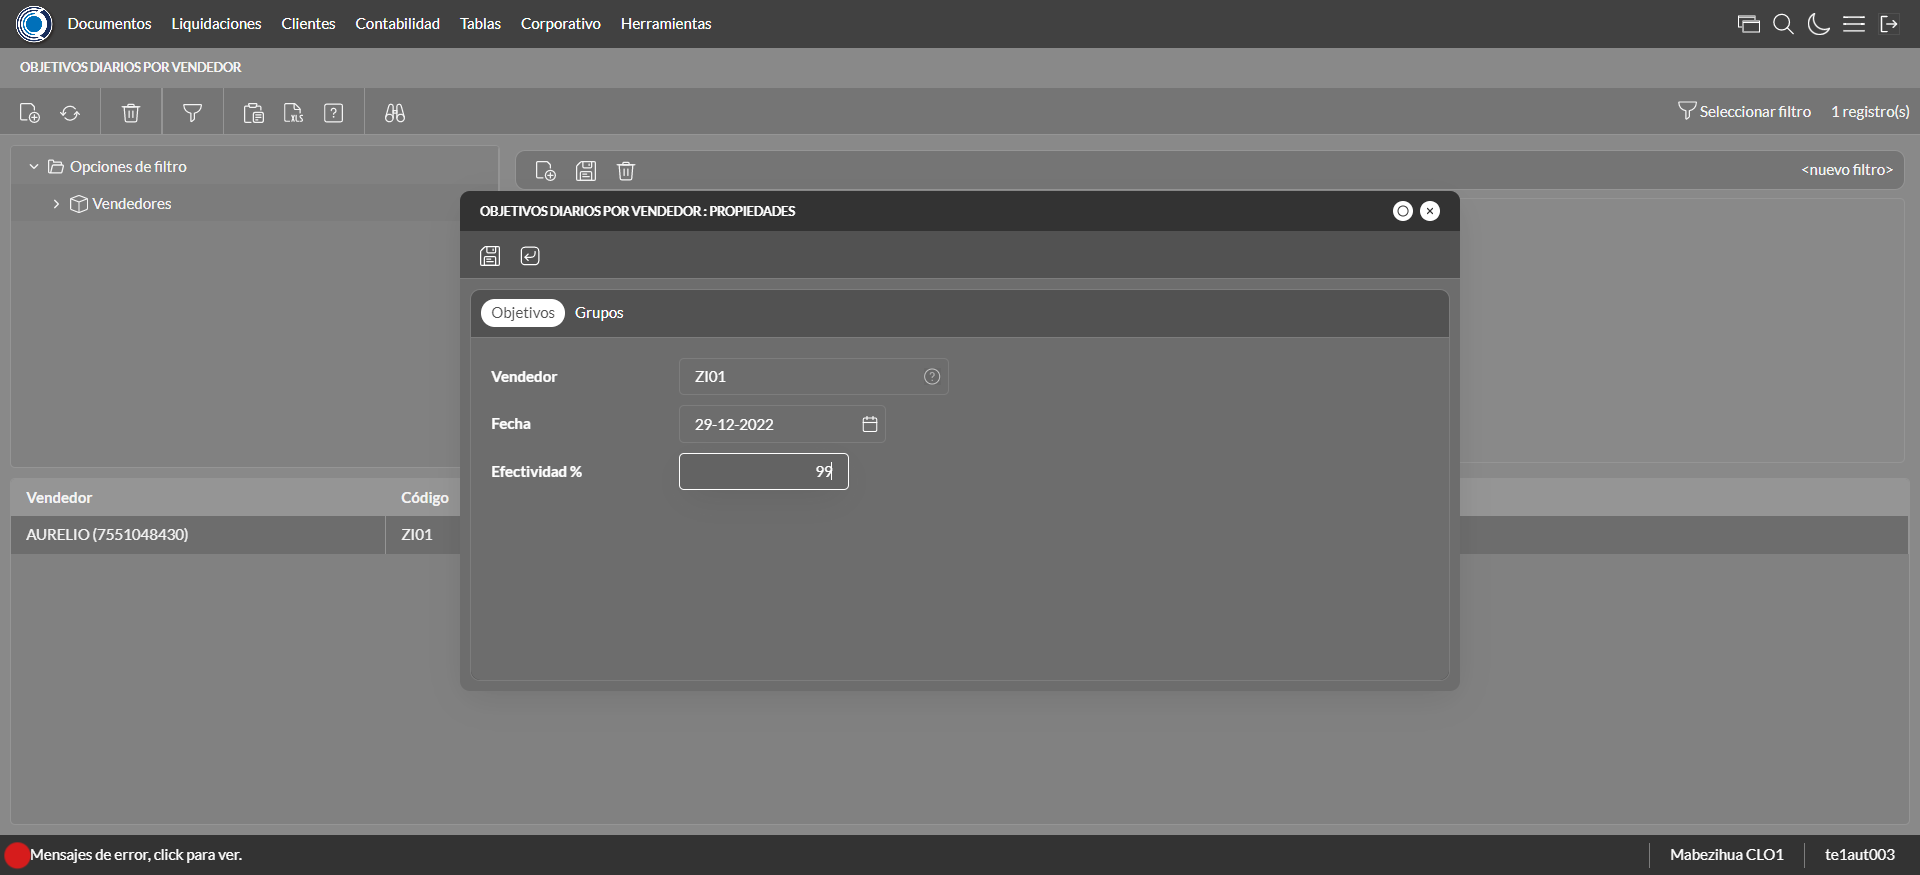 Documentos Liquidaciones Clientes Contabilidad Tablas Corporativo Herramientas
OBJETIVOS DIARIOS POR VENDEDOR
XLS ? Seleccionar filtro 1 registro(s)
Opciones de filtro
<nuevo filtro>
Vendedores
OBJETIVOS DIARIOS POR VENDEDOR : PROPIEDADES
Objetivos Grupos
Vendedor ZI01 ?
Fecha 29-12-2022
Efectividad % 99
Vendedor Código
AURELIO (7551048430) ZI01
Mensajes de error, click para ver. Mabezihua CLO1 te1aut003